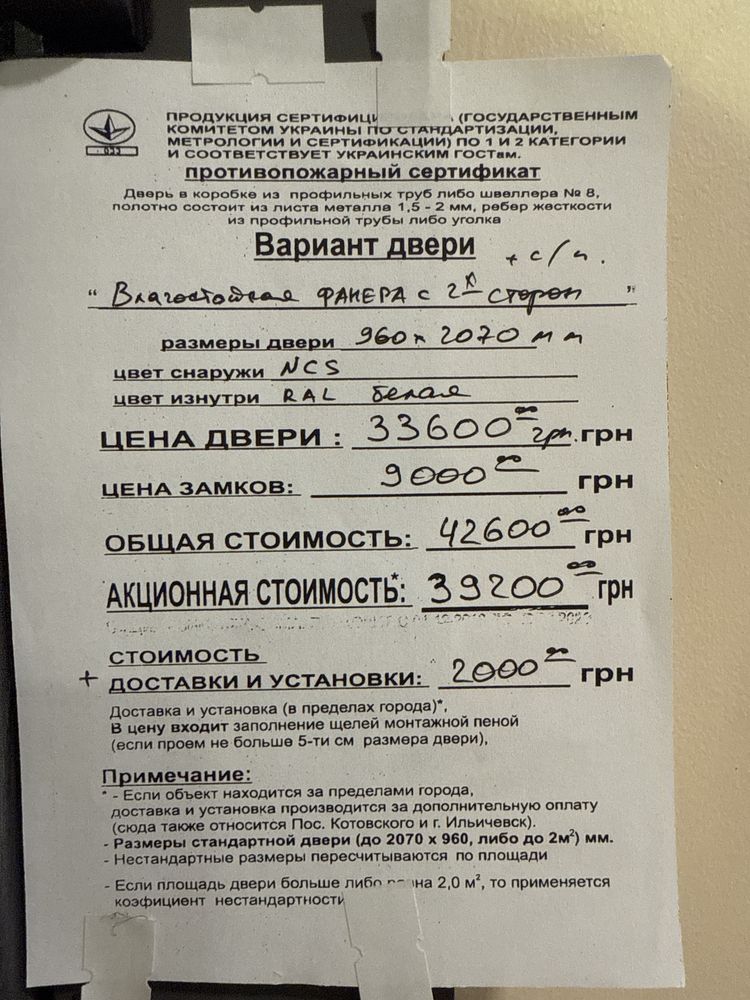 ПРОДУКЦИЯ СЕРТИФИЦИ (ГОСУДАРСТВЕННЫМ
КОМИТЕТОМ УКРАИНЫ ПО СТАНДАРТИЗАЦИИ,
МЕТРОЛОГИИ И СЕРТИФИКАЦИИ) ПО 1 И 2 КАТЕГОРИИ
И СООТВЕТСТВУЕТ УКРАИНСКИМ ГОСТам.
противопожарный сертификат
Дверь в коробке из профильных труб либо швеллера № 8,
полотно состоит из листа металла 1,5 - 2 мм, ребер жесткости
из профильной трубы либо уголка
Вариант двери + с/п.
“ Влагостойкая ФАНЕРА с 2х сторон ”
размеры двери 960 x 2070 мм
цвет снаружи NCS
цвет изнутри RAL белая
ЦЕНА ДВЕРИ : 33600 00 грн. грн
ЦЕНА ЗАМКОВ: 9000 00 грн
ОБЩАЯ СТОИМОСТЬ: 42600 00 грн
АКЦИОННАЯ СТОИМОСТЬ*: 39200 00 грн
СТОИМОСТЬ
+ ДОСТАВКИ И УСТАНОВКИ: 2000 00 грн
Доставка и установка (в пределах города)*,
В цену входит заполнение щелей монтажной пеной
(если проем не больше 5-ти см размера двери),
Примечание:
* - Если объект находится за пределами города,
доставка и установка производится за дополнительную оплату
(сюда также относится Пос. Котовского и г. Ильичевск).
- Размеры стандартной двери (до 2070 х 960, либо до 2м²) мм.
- Нестандартные размеры пересчитываются по площади
- Если площадь двери больше либо на 2,0 м², то применяется
коэфициент нестандартности